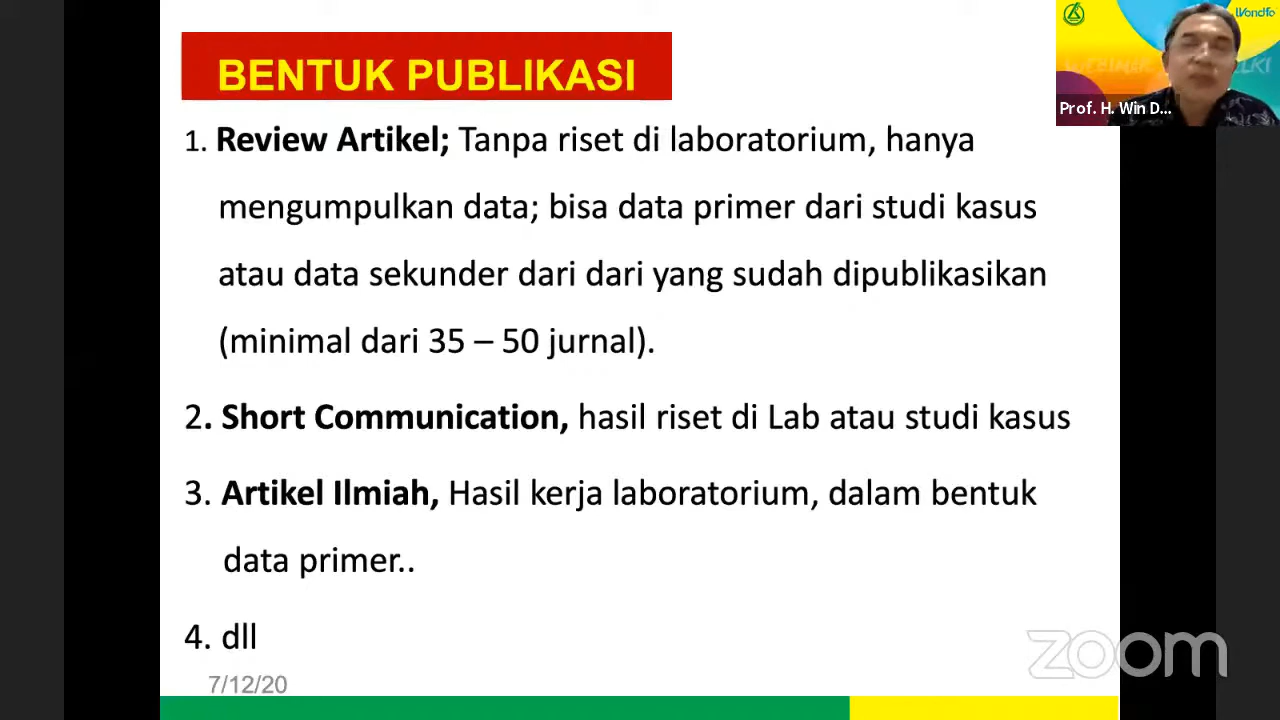 BENTUK PUBLIKASI
1. Review Artikel; Tanpa riset di laboratorium, hanya
mengumpulkan data; bisa data primer dari studi kasus
atau data sekunder dari dari yang sudah dipublikasikan
(minimal dari 35 – 50 jurnal).
2. Short Communication, hasil riset di Lab atau studi kasus
3. Artikel Ilmiah, Hasil kerja laboratorium, dalam bentuk
data primer..
4. dll
7/12/20
Wondfo
Prof. H. Win D...
zoom